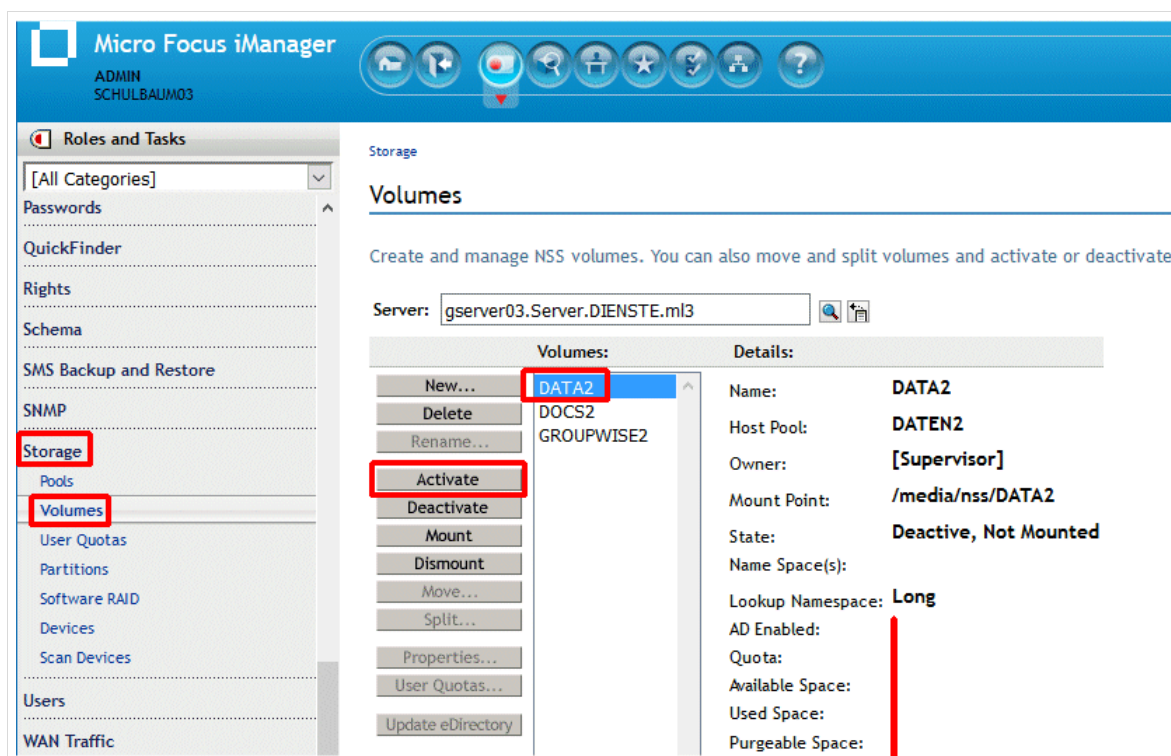 Micro Focus iManager
ADMIN
SCHULBAUM03
Roles and Tasks
[All Categories]
Passwords
QuickFinder
Rights
Schema
SMS Backup and Restore
SNMP
Storage
Pools
Volumes
User Quotas
Partitions
Software RAID
Devices
Scan Devices
Users
WAN Traffic
Storage
Volumes
Create and manage NSS volumes. You can also move and split volumes and activate or deactivate
Server: gserver03.Server.DIENSTE.ml3
Volumes: Details:
New...
Delete
Rename...
Activate
Deactivate
Mount
Dismount
Move...
Split...
Properties...
User Quotas...
Update eDirectory
DATA2
DOCS2
GROUPWISE2
Name: DATA2
Host Pool: DATEN2
Owner: [Supervisor]
Mount Point: /media/nss/DATA2
State: Deactive, Not Mounted
Name Space(s):
Lookup Namespace: Long
AD Enabled:
Quota:
Available Space:
Used Space:
Purgeable Space: